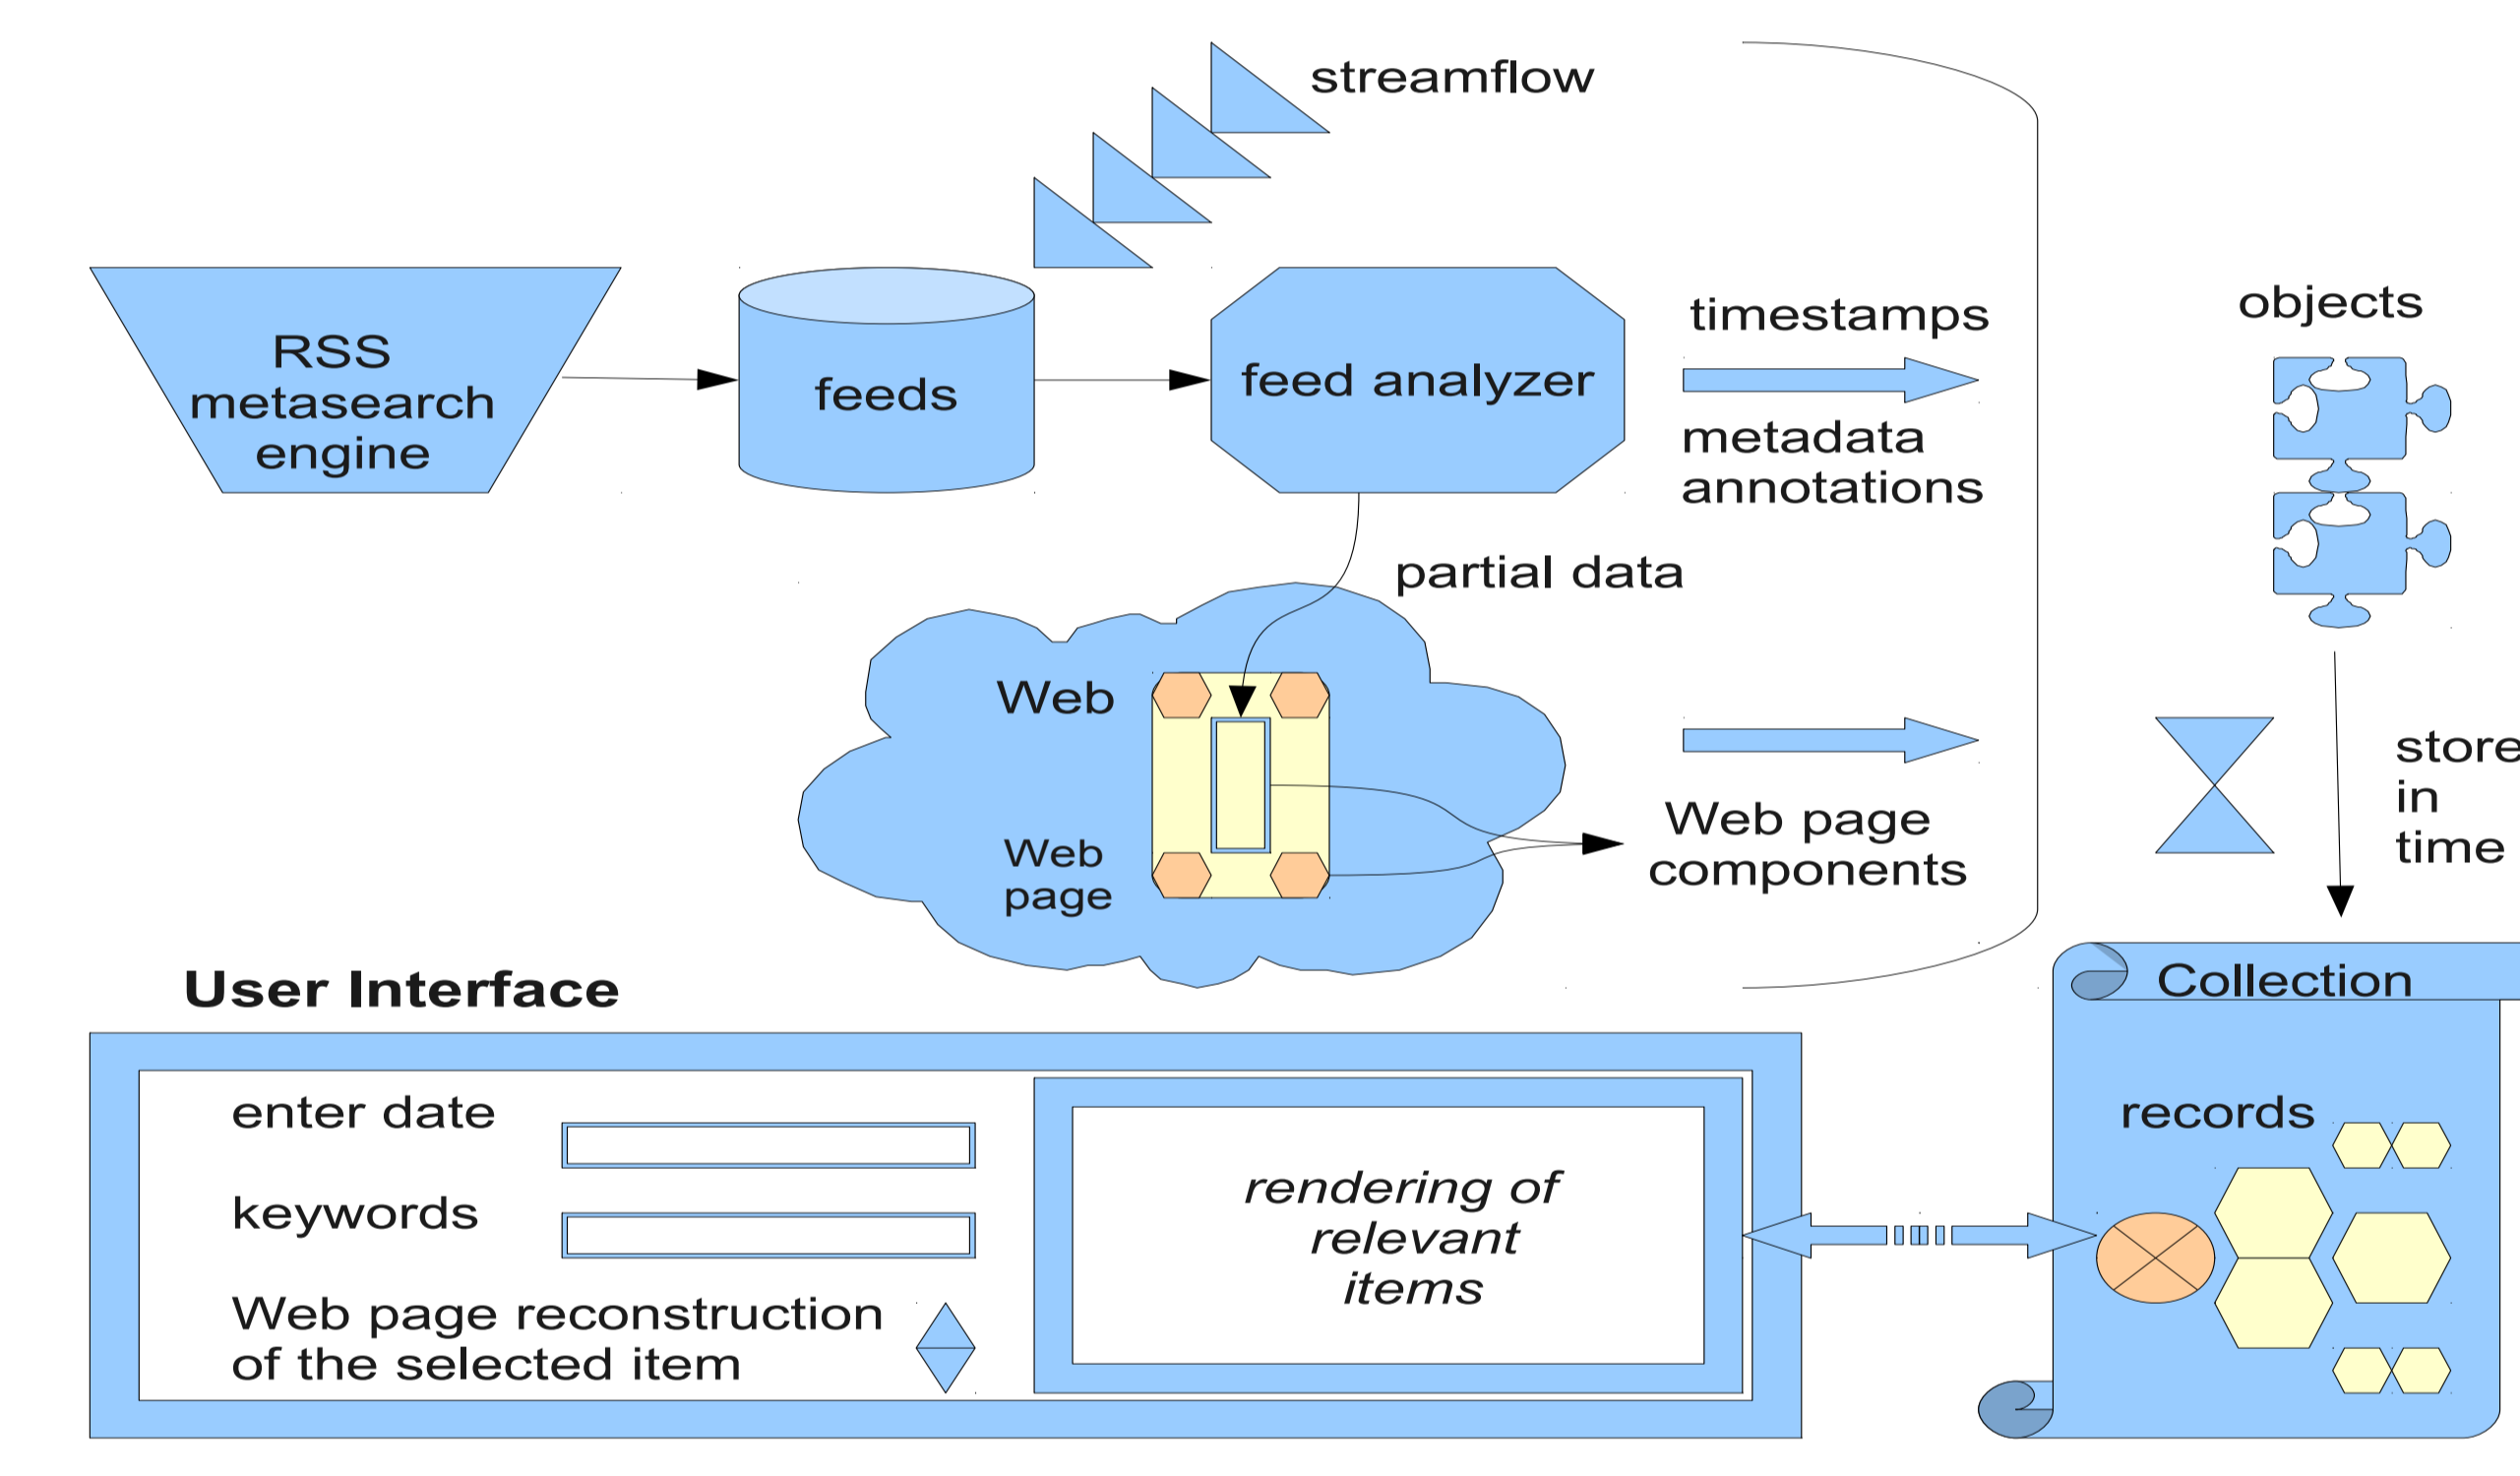 streamflow
RSS
metasearch
engine
feeds
feed analyzer
timestamps
metadata
annotations
objects
partial data
Web
Web
page
Web page
components
store
in
time
User Interface
enter date
keywords
Web page reconstruction
of the selected item
rendering of
relevant
items
Collection
records